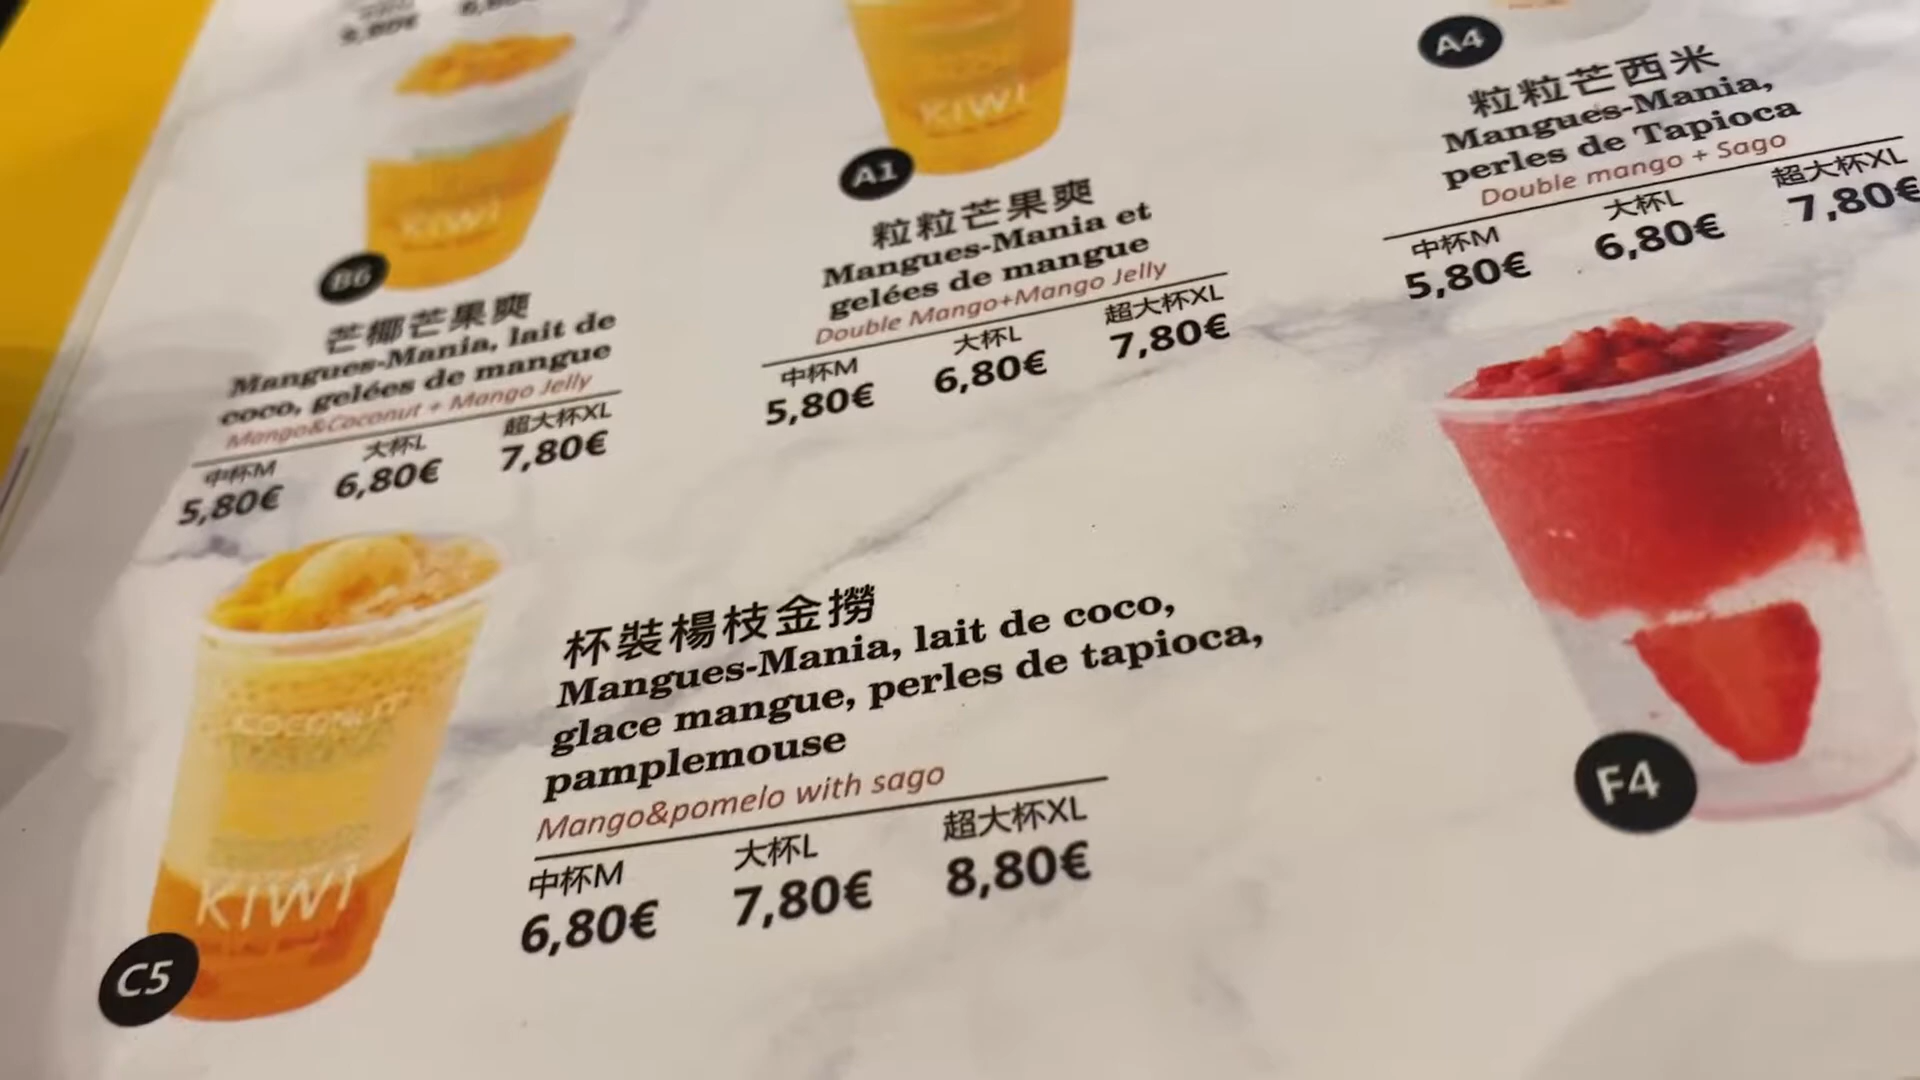 KIWI
B6
芒椰芒果爽
Mangues-Mania, lait de
coco, gelées de mangue
Mango&Coconut + Mango Jelly
中杯M 大杯L 超大杯XL
5,80€ 6,80€ 7,80€
KIWI
A1
粒粒芒果爽
Mangues-Mania et
gelées de mangue
Double Mango+Mango Jelly
中杯M 大杯L 超大杯XL
5,80€ 6,80€ 7,80€
A4
粒粒芒西米
Mangues-Mania,
perles de Tapioca
Double mango + Sago
中杯M 大杯L 超大杯XL
5,80€ 6,80€ 7,80€
COCONUT
KIWI
C5
杯裝楊枝金撈
Mangues-Mania, lait de coco,
glace mangue, perles de tapioca,
pamplemouse
Mango&pomelo with sago
中杯M 大杯L 超大杯XL
6,80€ 7,80€ 8,80€
F4